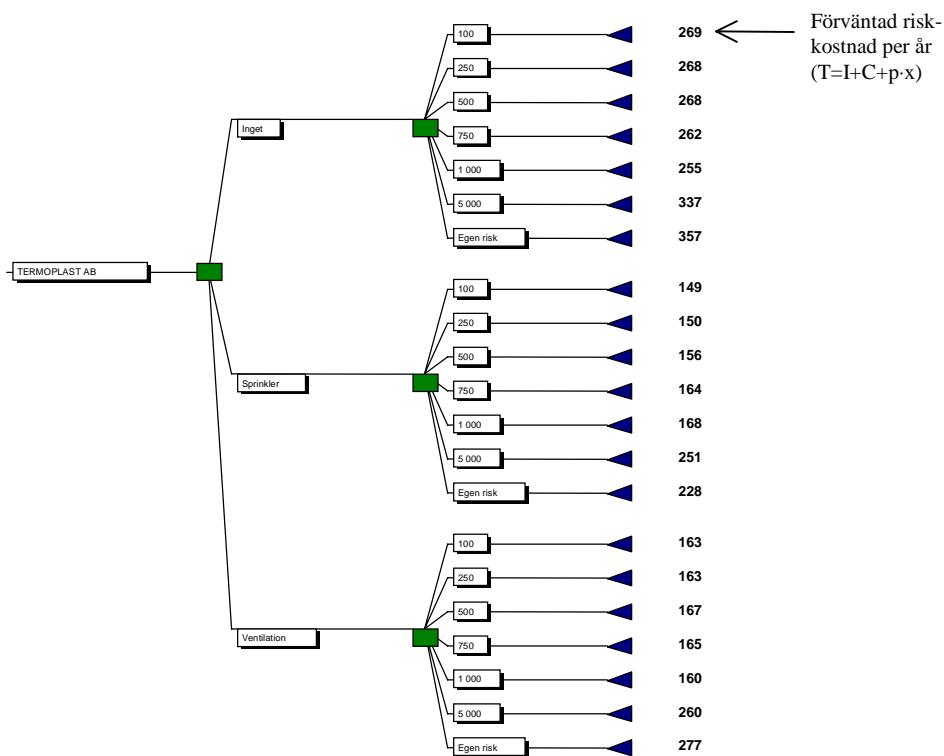 100 269
Förväntad risk-
kostnad per år
(T=I+C+p·x)
250 268
500 268
Inget
750 262
1 000 255
5 000 337
Egen risk 357
TERMOPLAST AB
100 149
250 150
500 156
Sprinkler
750 164
1 000 168
5 000 251
Egen risk 228
100 163
250 163
500 167
Ventilation
750 165
1 000 160
5 000 260
Egen risk 277